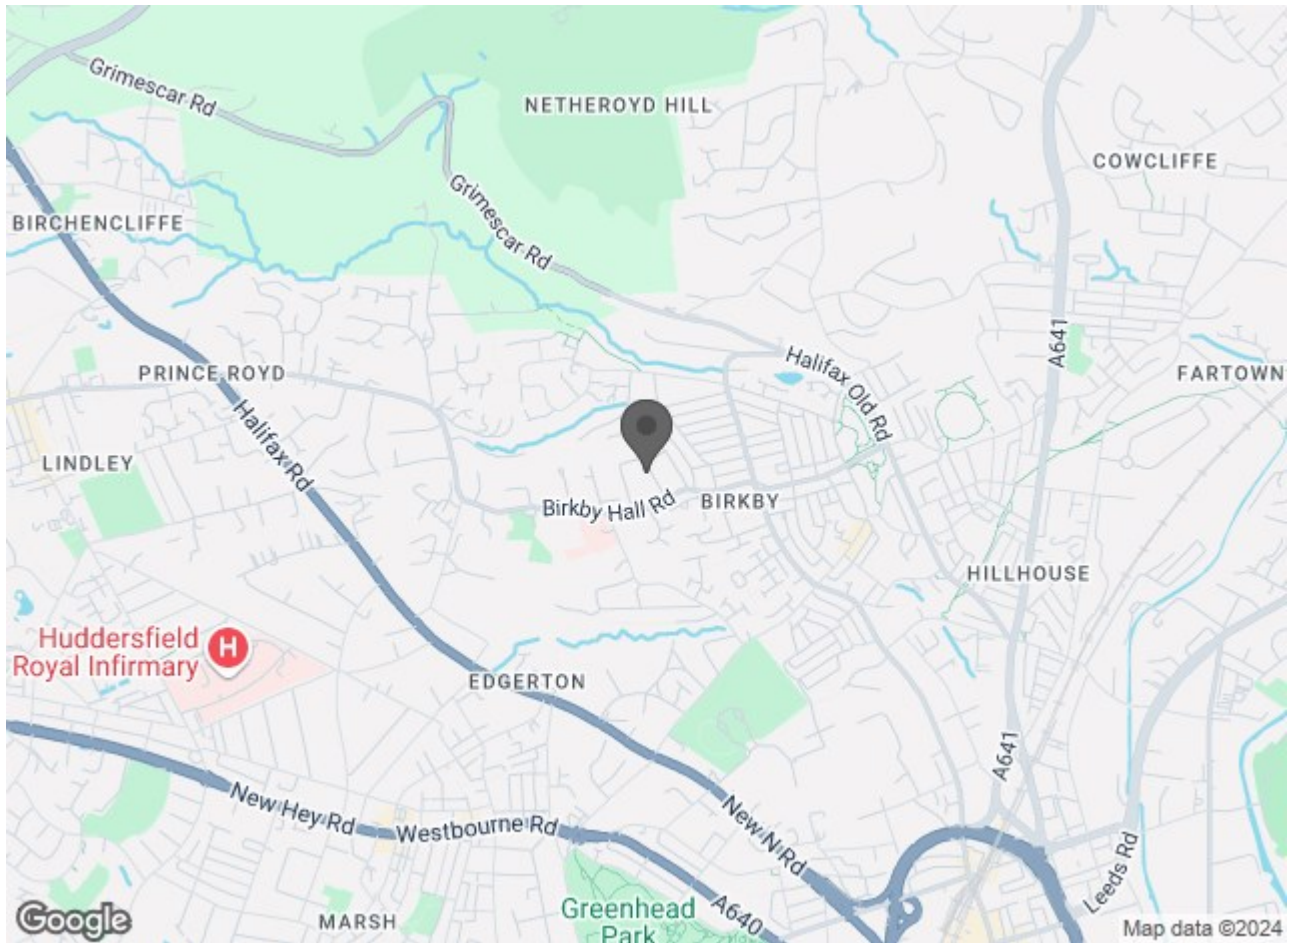 Grimescar Rd
NETHEROYD HILL
COWCLIFFE
Grimescar Rd
BIRCHENCLIFFE
A641
Halifax Old Rd
PRINCE ROYD
FARTOWN
Halifax Rd
LINDLEY
Birkby Hall Rd
BIRKBY
HILLHOUSE
Huddersfield
Royal Infirmary
H
EDGERTON
A641
New Hey Rd
Westbourne Rd
New N Rd
Leeds Rd
A640
Greenhead
Park
MARSH
Google
Map data ©2024